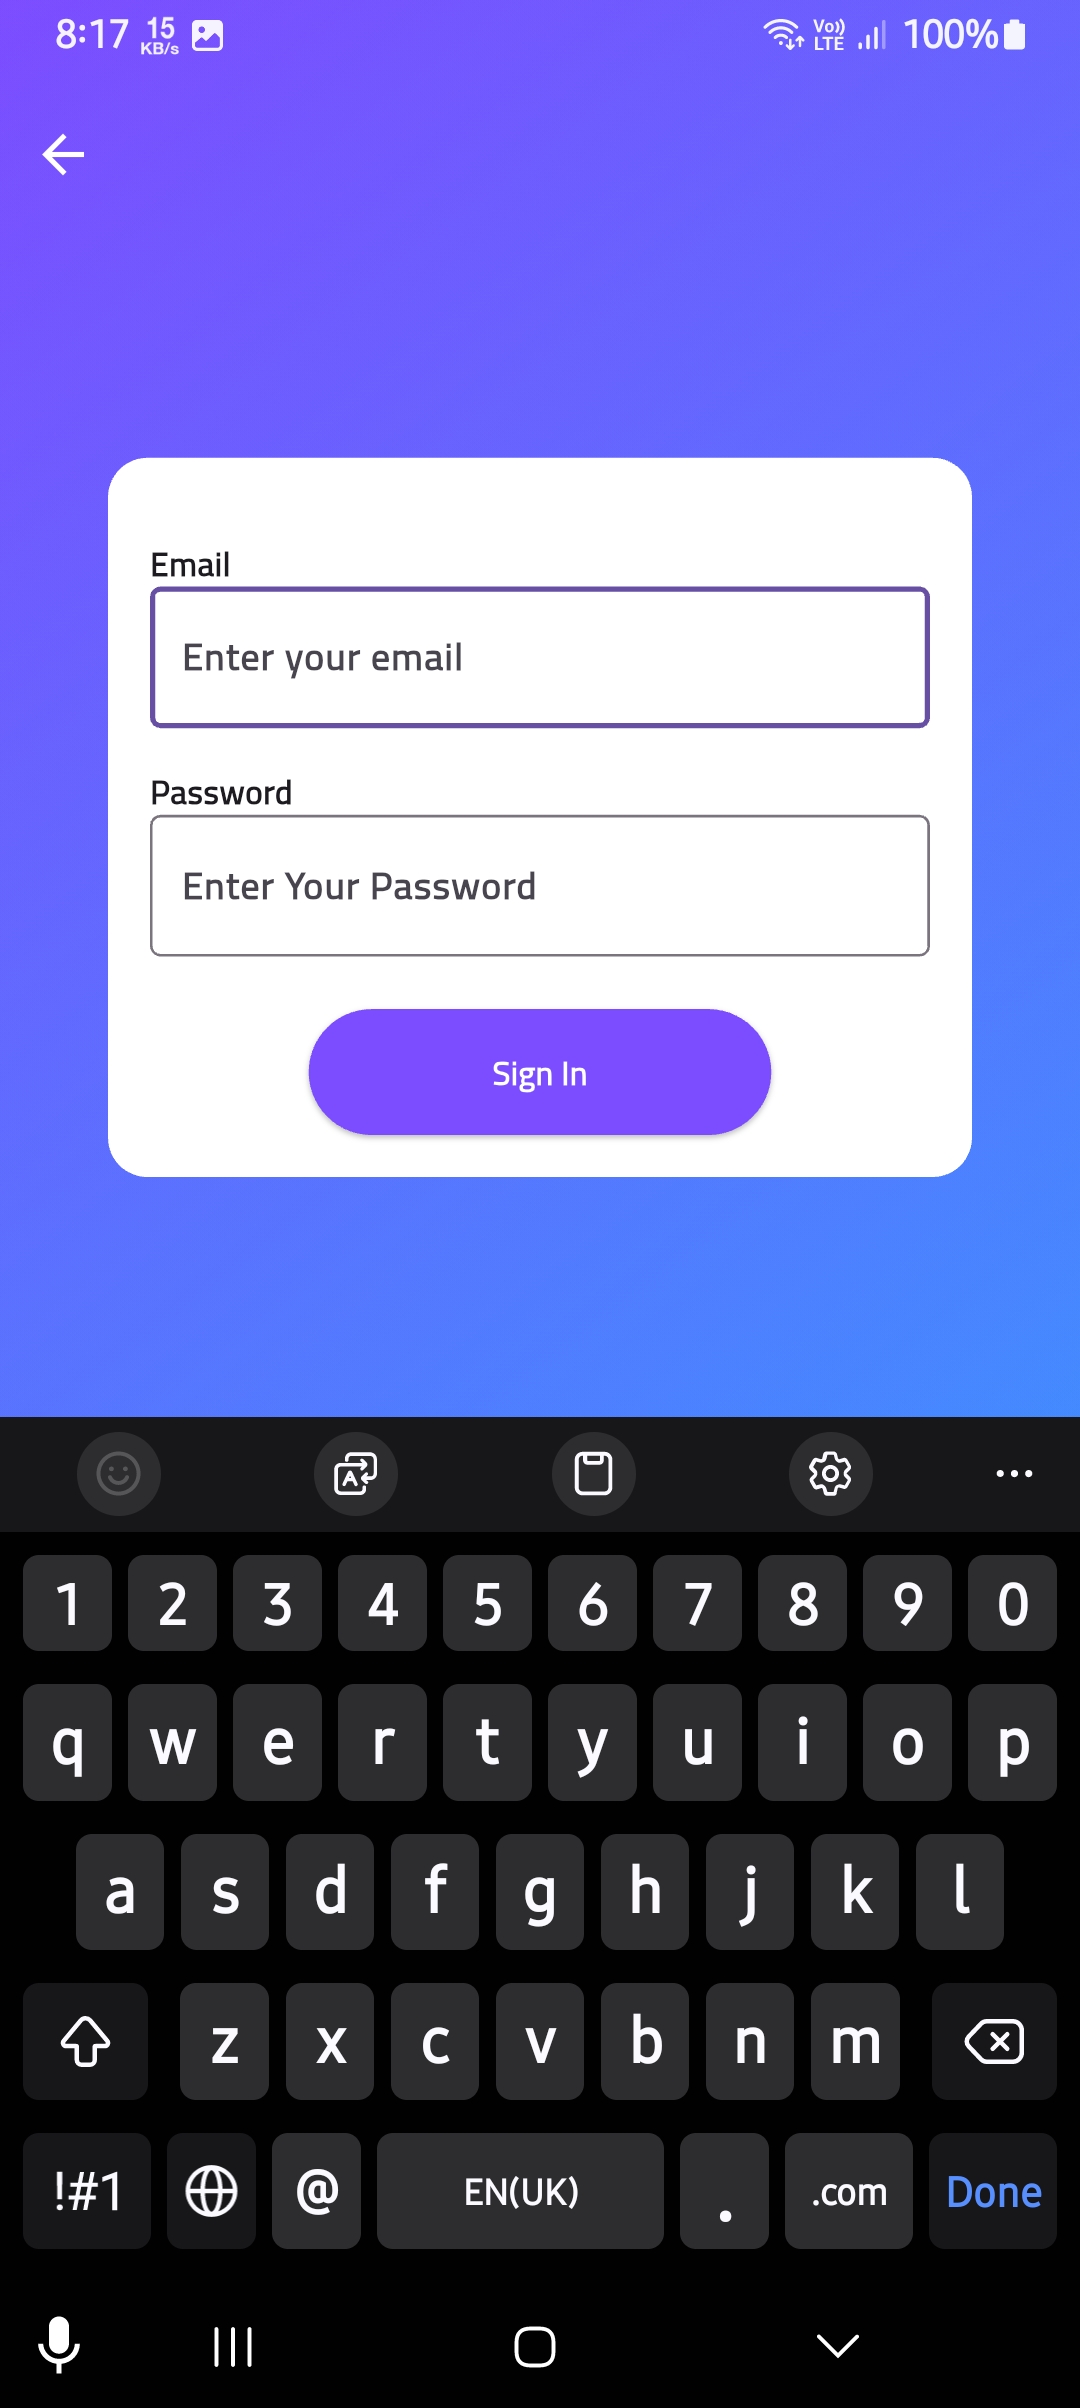 8:17 15 KB/s Vo)) LTE 100%
Email
Enter your email
Password
Enter Your Password
Sign In
1 2 3 4 5 6 7 8 9 0
q w e r t y u i o p
a s d f g h j k l
z x c v b n m
!#1 @ EN(UK) . .com Done